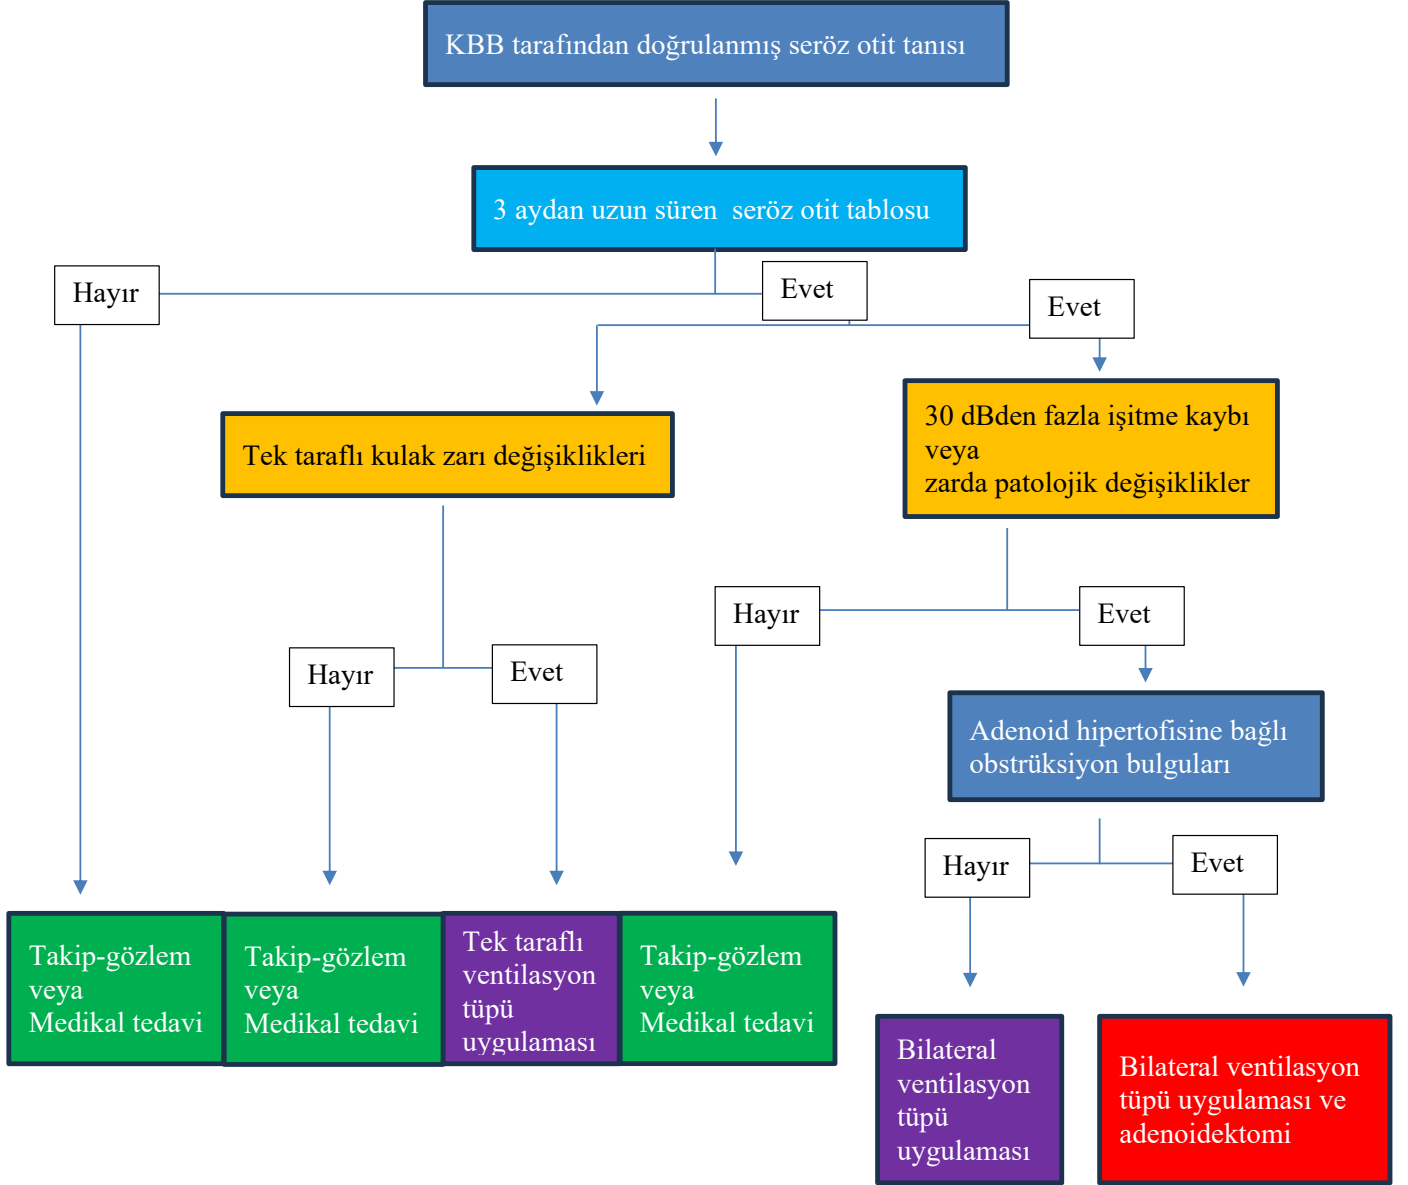 KBB tarafından doğrulanmış seröz otit tanısı
3 aydan uzun süren  seröz otit tablosu
Hayır
Evet
Evet
Tek taraflı kulak zarı değişiklikleri
30 dBden fazla işitme kaybı
veya
zarda patolojik değişiklikler
Hayır
Evet
Hayır
Evet
Adenoid hipertofisine bağlı
obstrüksiyon bulguları
Hayır
Evet
Takip-gözlem
veya
Medikal tedavi
Takip-gözlem
veya
Medikal tedavi
Tek taraflı
ventilasyon
tüpü
uygulaması
Takip-gözlem
veya
Medikal tedavi
Bilateral
ventilasyon
tüpü
uygulaması
Bilateral ventilasyon
tüpü uygulaması ve
adenoidektomi